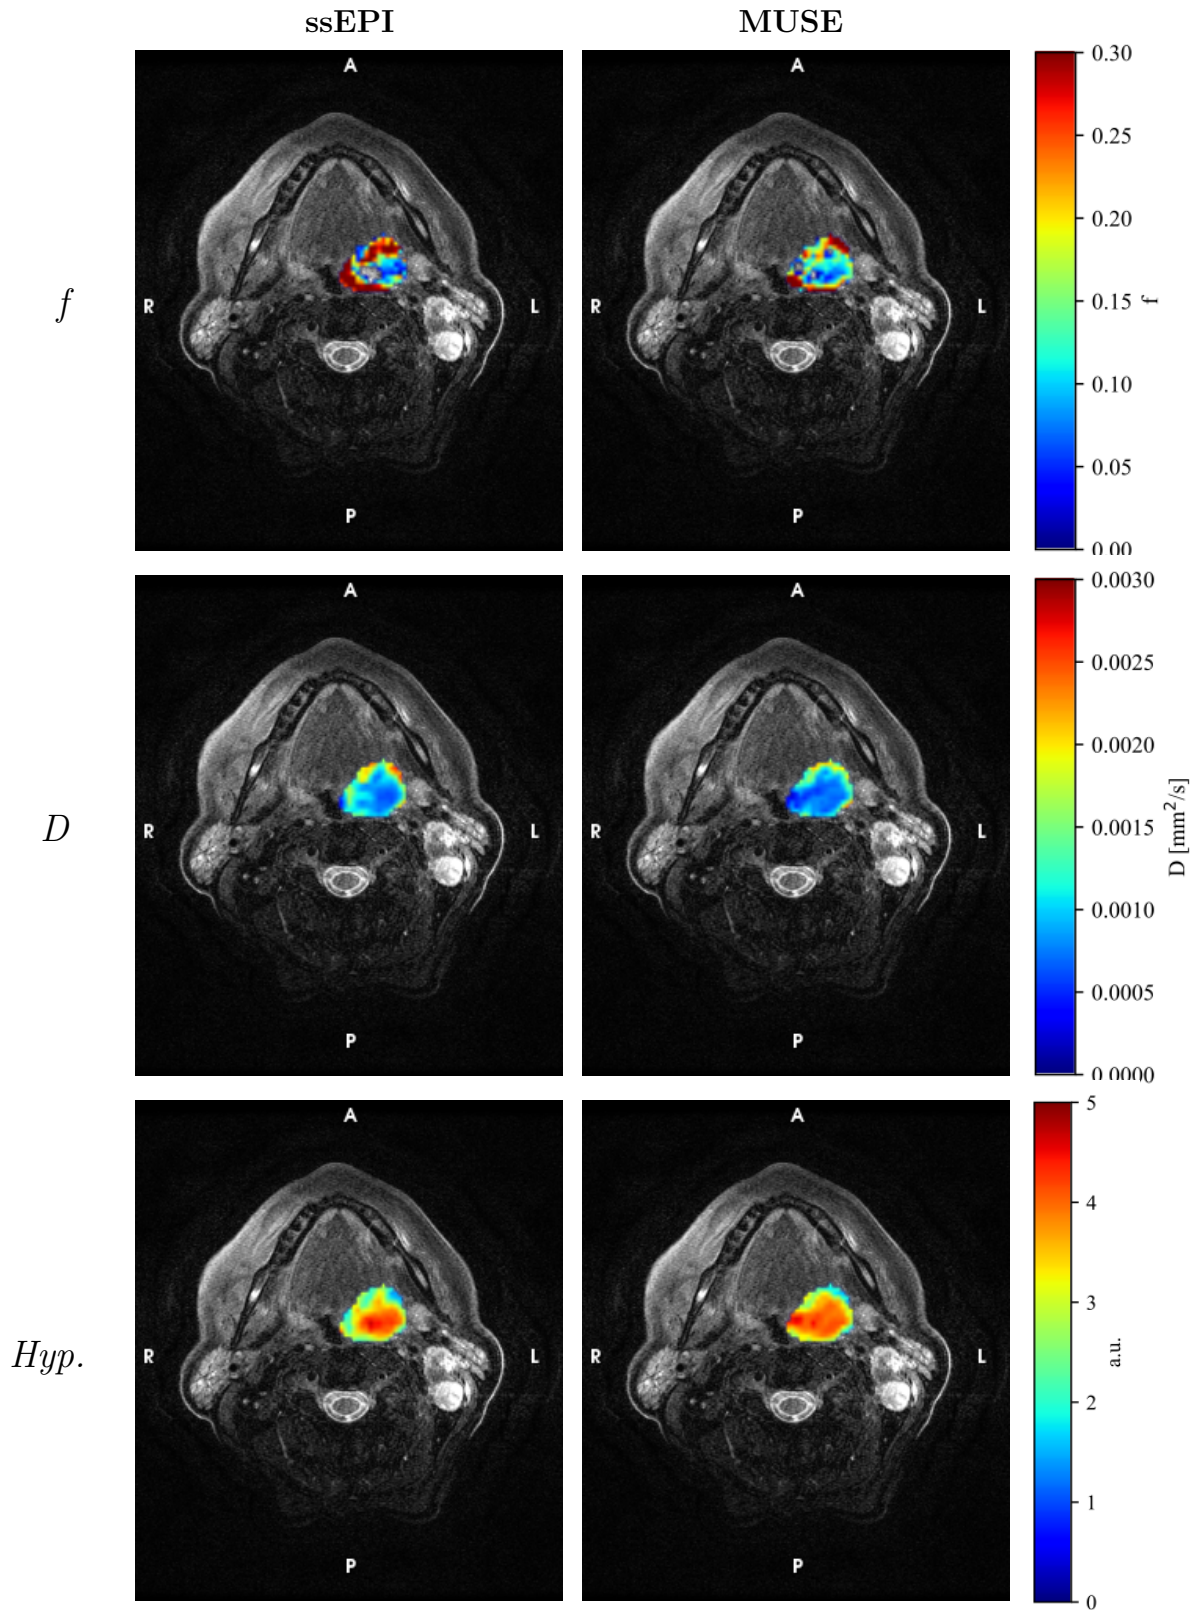 ssEPI MUSE
f
A
R L
P
A
R L
P
0.30
0.25
0.20
0.15
0.10
0.05
0.00
f
D
A
R L
P
A
R L
P
0.0030
0.0025
0.0020
0.0015
0.0010
0.0005
0.0000
D [mm²/s]
Hyp.
A
R L
P
A
R L
P
5
4
3
2
1
0
a.u.